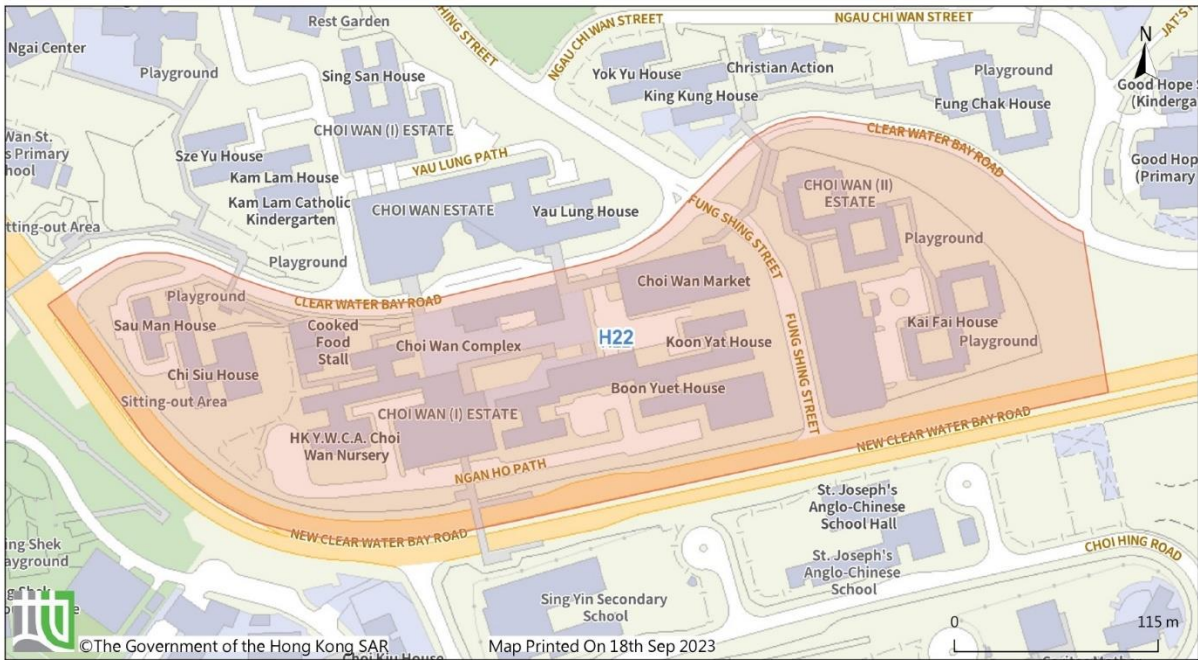 Rest Garden
FUNG SHING STREET
NGAU CHI WAN STREET
NGAU CHI WAN STREET
N
Ngai Center
Playground
Sing San House
Yok Yu House
Christian Action
Playground
King Kung House
Fung Chak House
Good Hope
(Kinderga
CHOI WAN (I) ESTATE
CLEAR WATER BAY ROAD
Wan St.
s Primary
hool
Sze Yu House
YAU LUNG PATH
Good Hop
(Primary
Kam Lam House
Kam Lam Catholic
Kindergarten
CHOI WAN ESTATE
Yau Lung House
CHOI WAN (II)
ESTATE
FUNG SHING STREET
tting-out Area
Playground
Playground
Choi Wan Market
Playground
CLEAR WATER BAY ROAD
Sau Man House
Cooked
Food
Stall
Choi Wan Complex
H22
Koon Yat House
FUNG SHING STREET
Kai Fai House
Playground
Chi Siu House
Boon Yuet House
Sitting-out Area
CHOI WAN (I) ESTATE
HK Y.W.C.A. Choi
Wan Nursery
NGAN HO PATH
NEW CLEAR WATER BAY ROAD
NEW CLEAR WATER BAY ROAD
St. Joseph's
Anglo-Chinese
School Hall
St. Joseph's
Anglo-Chinese
School
CHOI HING ROAD
ing Shek
ayground
Sing Yin Secondary
School
0 115 m
©The Government of the Hong Kong SAR
Map Printed On 18th Sep 2023
Choi Kiu House